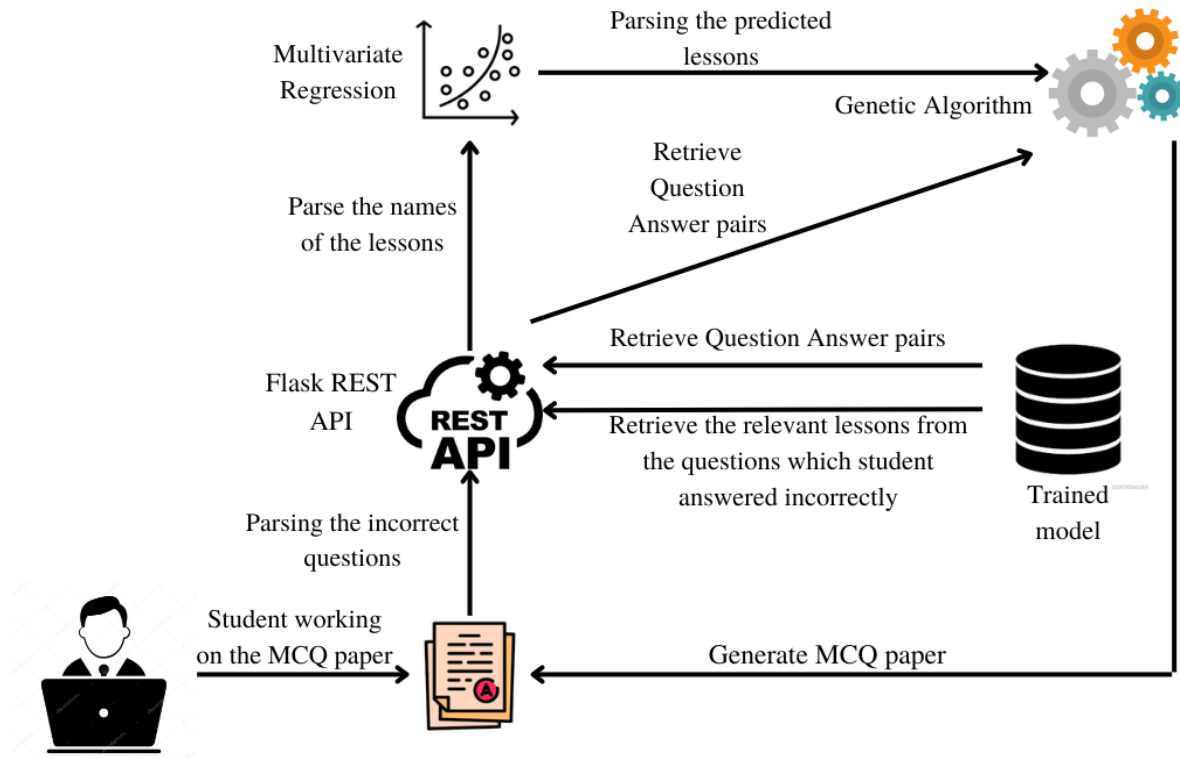 Parsing the predicted
lessons
Multivariate
Regression
Genetic Algorithm
Retrieve
Question
Answer pairs
Parse the names
of the lessons
Retrieve Question Answer pairs
Flask REST
API
REST
API
Retrieve the relevant lessons from
the questions which student
answered incorrectly
Trained
model
Parsing the incorrect
questions
Student working
on the MCQ paper
A
Generate MCQ paper